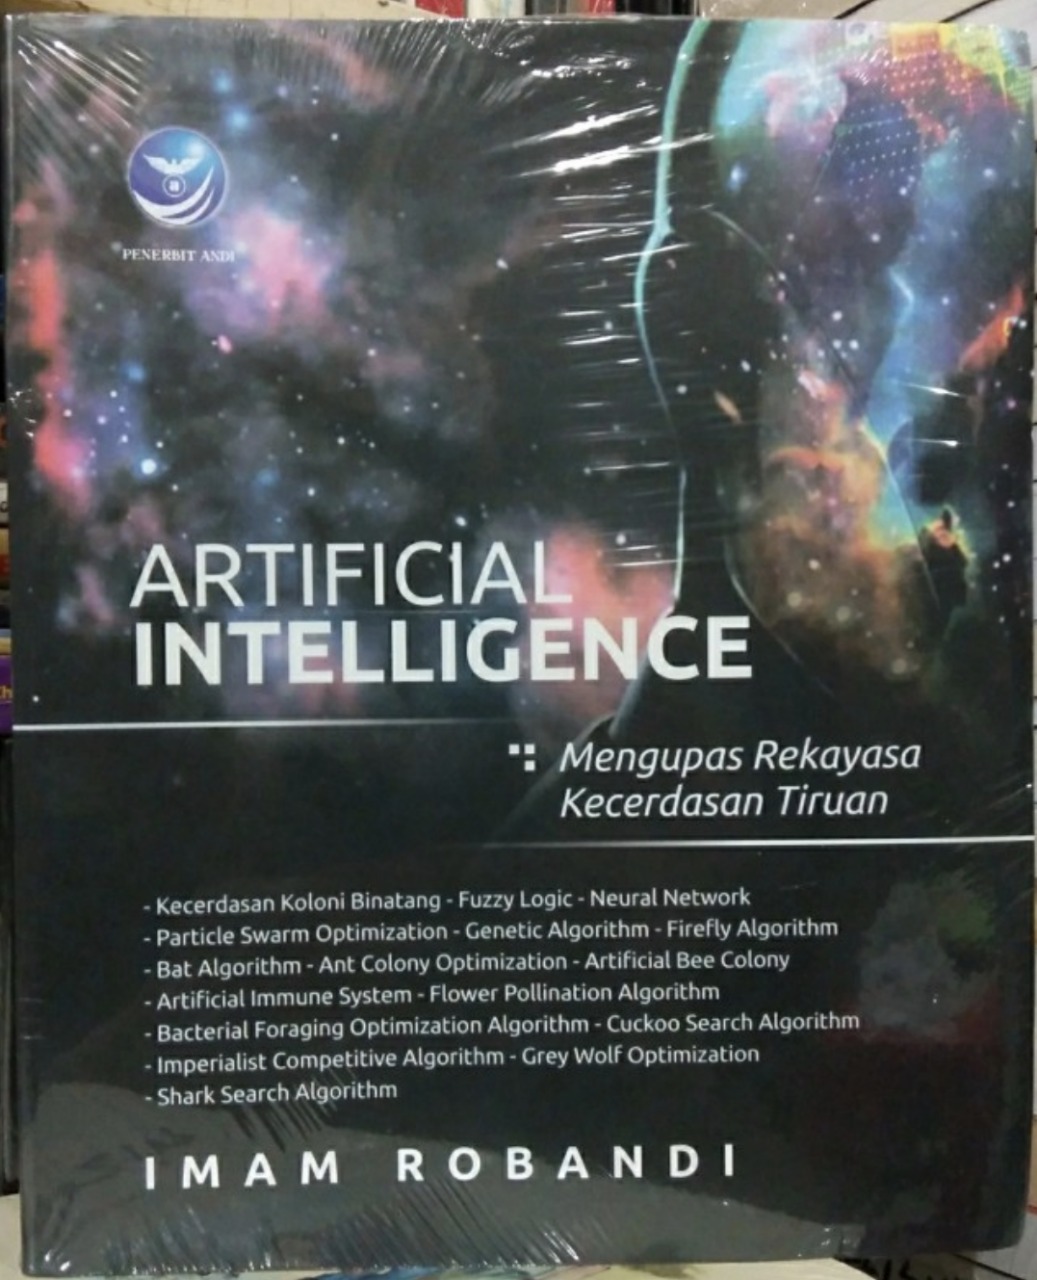 PENERBIT ANDI
ARTIFICIAL
INTELLIGENCE
Mengupas Rekayasa
Kecerdasan Tiruan
- Kecerdasan Koloni Binatang - Fuzzy Logic - Neural Network
- Particle Swarm Optimization - Genetic Algorithm - Firefly Algorithm
- Bat Algorithm - Ant Colony Optimization - Artificial Bee Colony
- Artificial Immune System - Flower Pollination Algorithm
- Bacterial Foraging Optimization Algorithm - Cuckoo Search Algorithm
- Imperialist Competitive Algorithm - Grey Wolf Optimization
- Shark Search Algorithm
IMAM ROBANDI